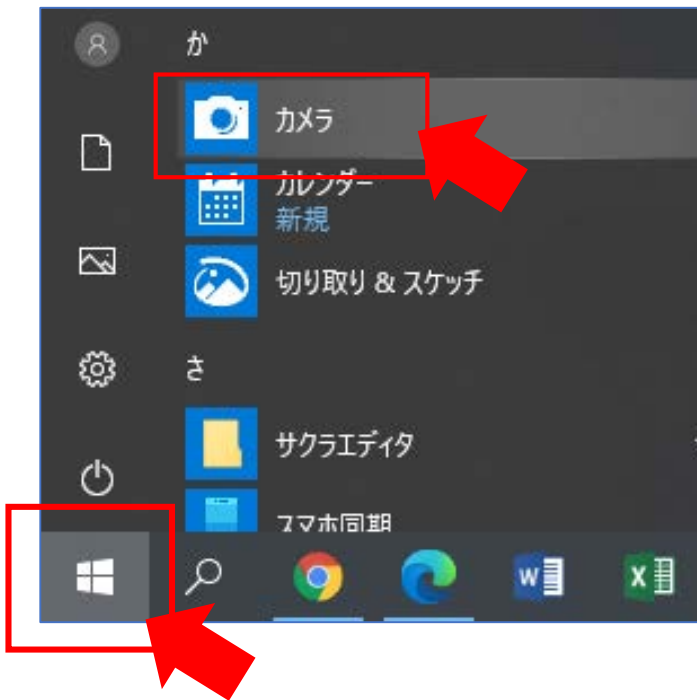 か
カメラ
カレンダー
新規
切り取り & スケッチ
さ
サクラエディタ
スマホ同期